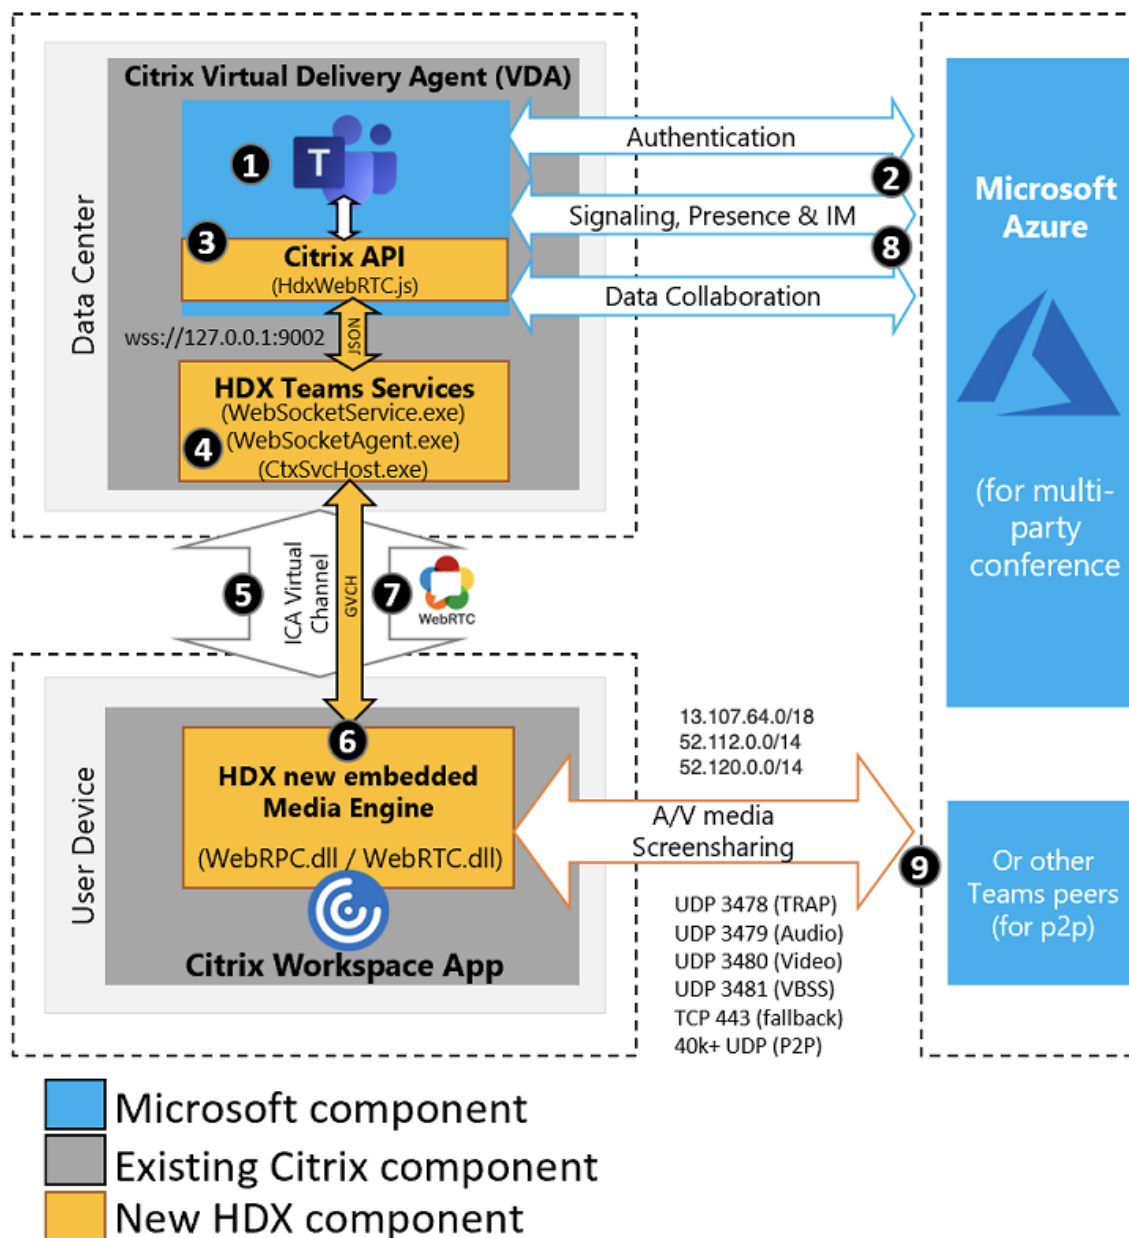 Citrix Virtual Delivery Agent (VDA)
1
T
Authentication
2
Signaling, Presence & IM
3
8
Citrix API
(HdxWebRTC.js)
Data Collaboration
Data Center
wss://127.0.0.1:9002
JSON
HDX Teams Services
(WebSocketService.exe)
4
(WebSocketAgent.exe)
(CtxSvcHost.exe)
Microsoft
Azure
(for multi-
party
conference
5
ICA Virtual
Channel
GVCH
7
WebRTC
User Device
6
HDX new embedded
Media Engine
(WebRPC.dll / WebRTC.dll)
Citrix Workspace App
13.107.64.0/18
52.112.0.0/14
52.120.0.0/14
A/V media
Screensharing
9
UDP 3478 (TRAP)
UDP 3479 (Audio)
UDP 3480 (Video)
UDP 3481 (VBSS)
TCP 443 (fallback)
40k+ UDP (P2P)
Or other
Teams peers
(for p2p)
Microsoft component
Existing Citrix component
New HDX component